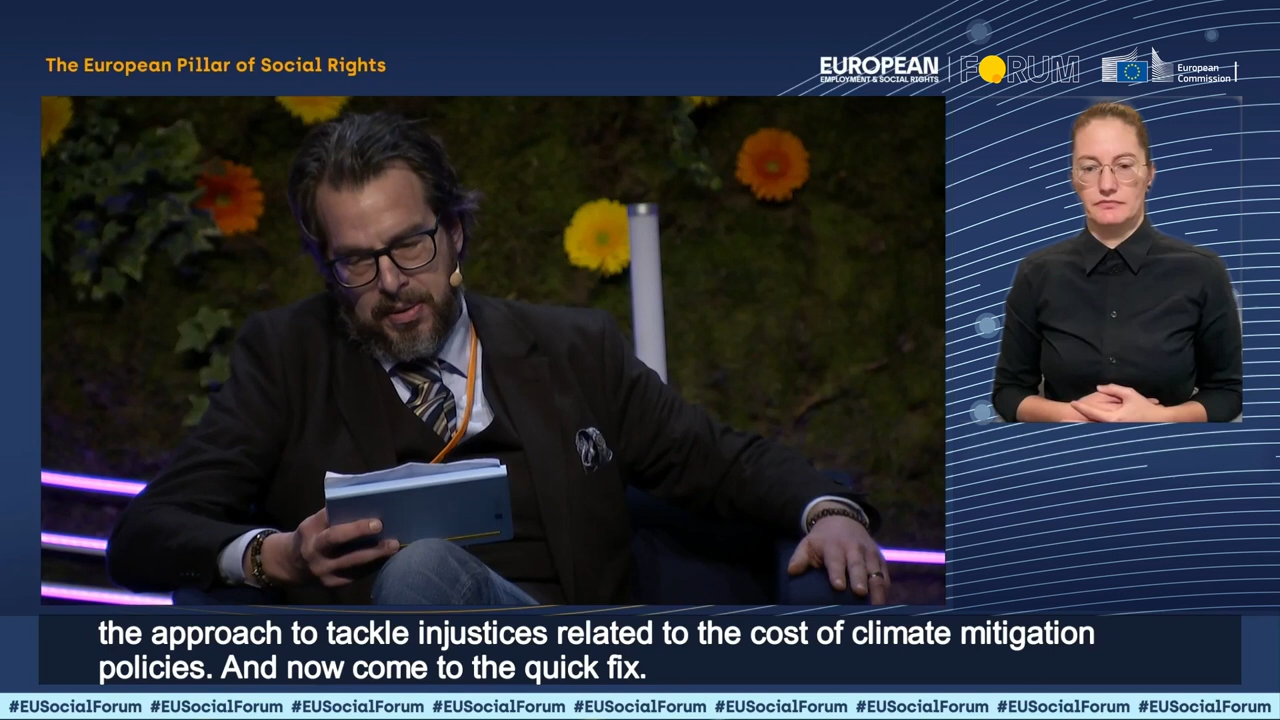 The European Pillar of Social Rights
EUROPEAN
EMPLOYMENT & SOCIAL RIGHTS
FORUM
European
Commission
the approach to tackle injustices related to the cost of climate mitigation
policies. And now come to the quick fix.
#EUSocialForum #EUSocialForum #EUSocialForum #EUSocialForum #EUSocialForum #EUSocialForum #EUSocialForum #EUSocialForum #EUSocialForum